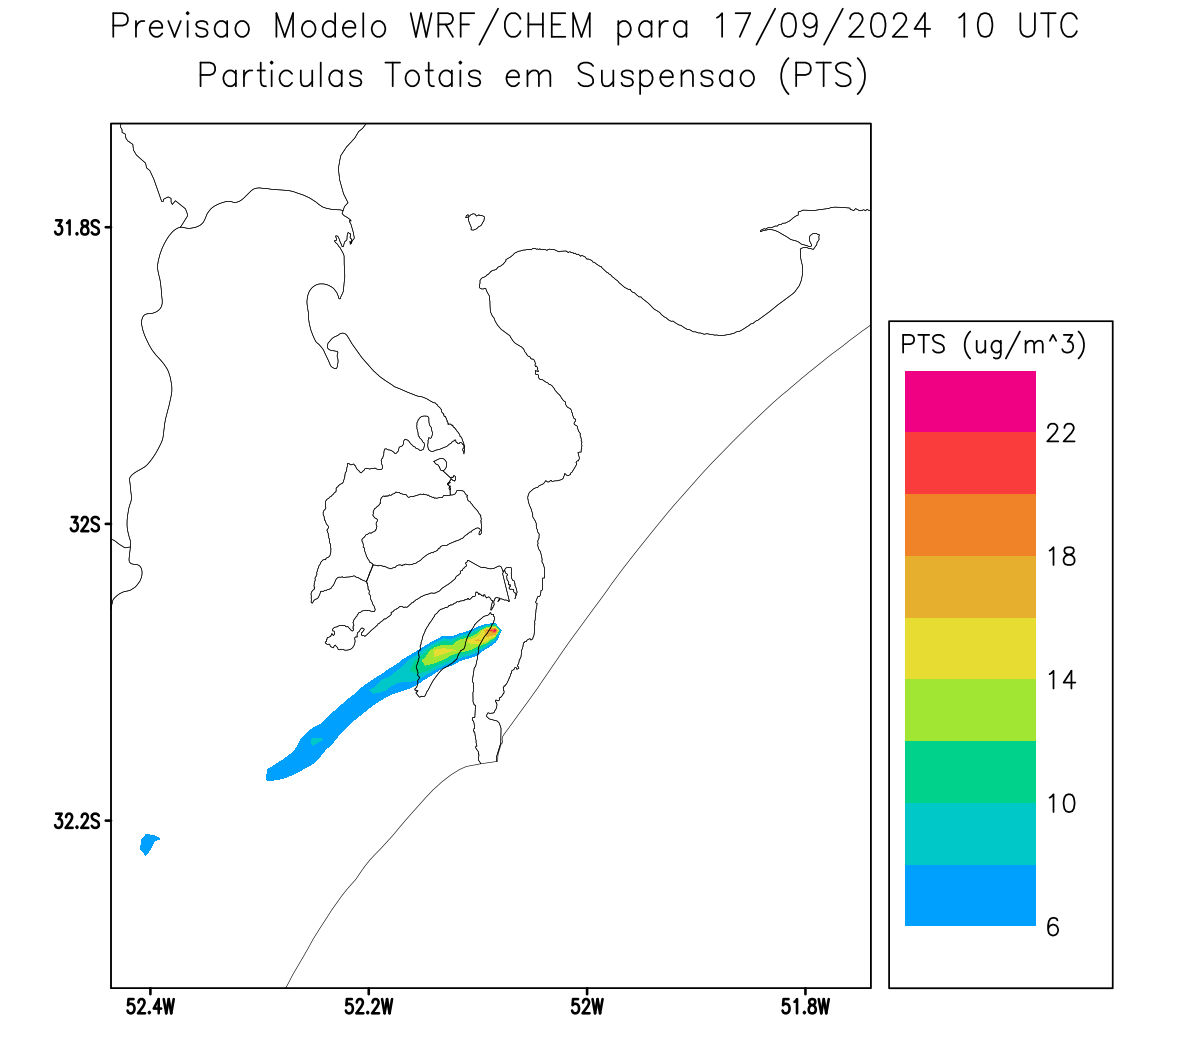 Previsao Modelo WRF/CHEM para 17/09/2024 10 UTC
Particulas Totais em Suspensao (PTS)
31.8S
32S
32.2S
52.4W
52.2W
52W
51.8W
PTS (ug/m^3)
22
18
14
10
6